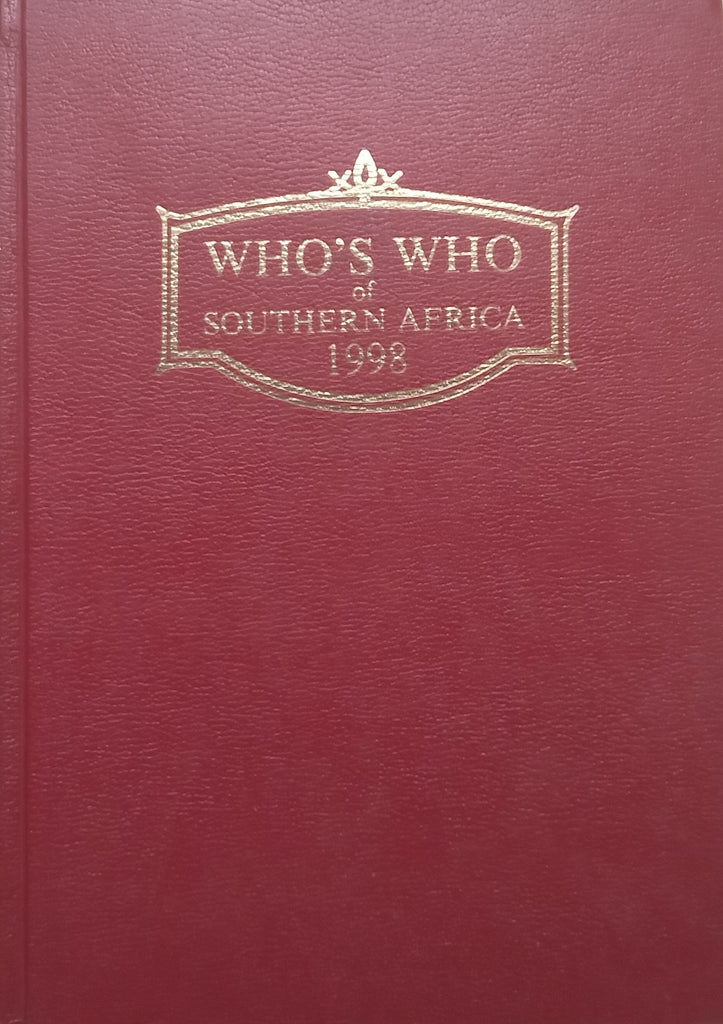 WHO'S WHO
of
SOUTHERN AFRICA
1998